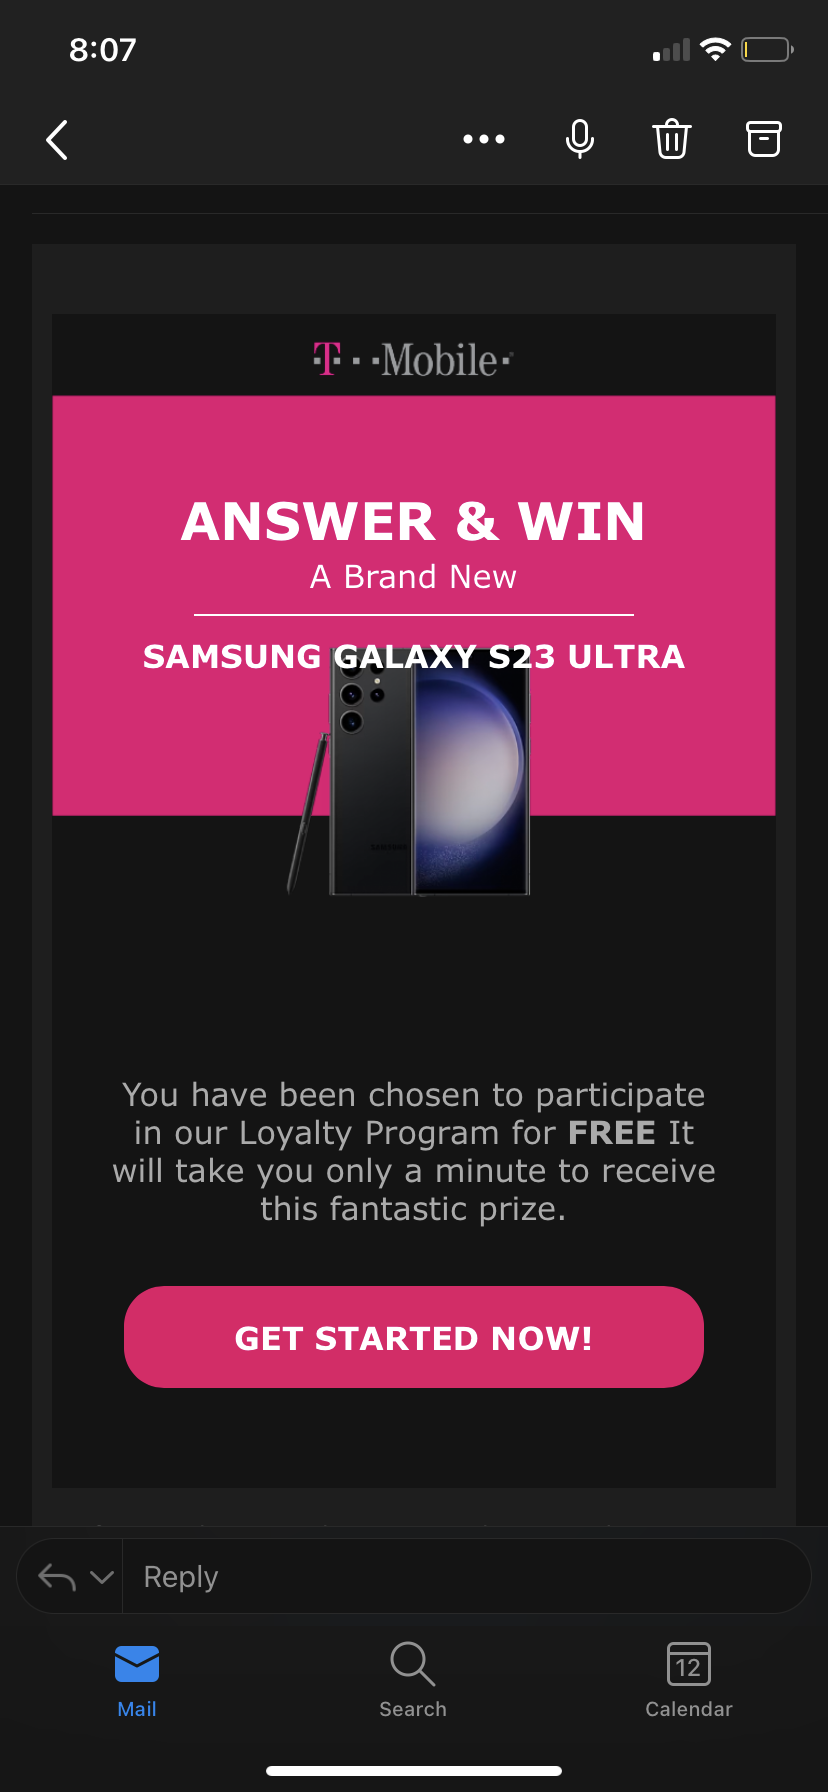 8:07
T··Mobile·
ANSWER & WIN
A Brand New
SAMSUNG GALAXY S23 ULTRA
SAMSUNG
You have been chosen to participate
in our Loyalty Program for FREE It
will take you only a minute to receive
this fantastic prize.
GET STARTED NOW!
Reply
12
Mail
Search
Calendar